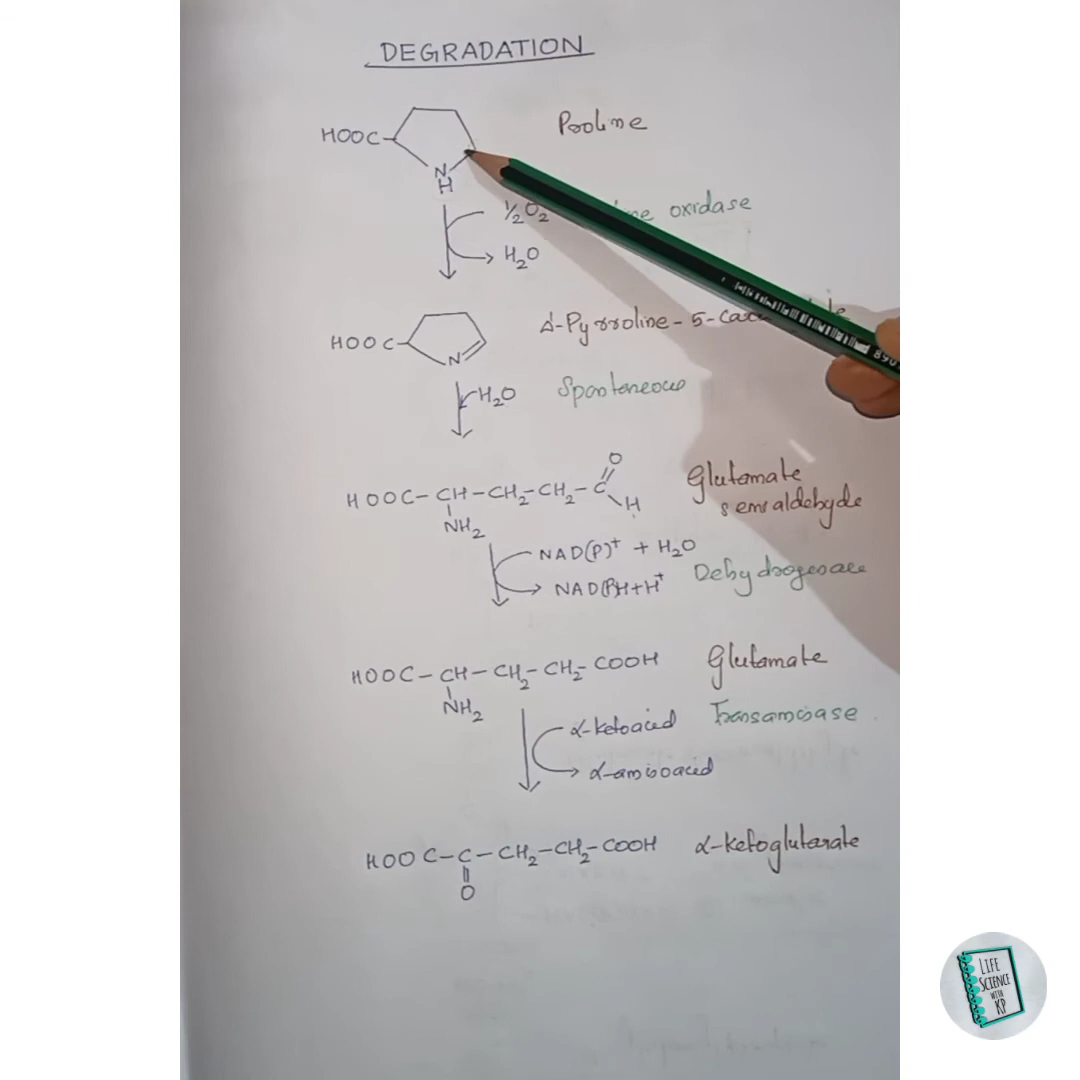 DEGRADATION
HOOC
N
H
Proline
½O2 oxidase
H2O
HOOC
N
Δ'-Pyrroline-5-
H2O Spontaneous
O
HOOC-CH-CH2-CH2-C
H
NH2
Glutamate
semialdehyde
NAD(P)+ + H2O
NAD(P)H+H+
Dehydrogenase
HOOC-CH-CH2-CH2-COOH Glutamate
NH2
α-ketoacid Transaminase
α-aminoacid
HOOC-C-CH2-CH2-COOH α-ketoglutarate
O
890
LIFE
SCIENCE
WITH
KP